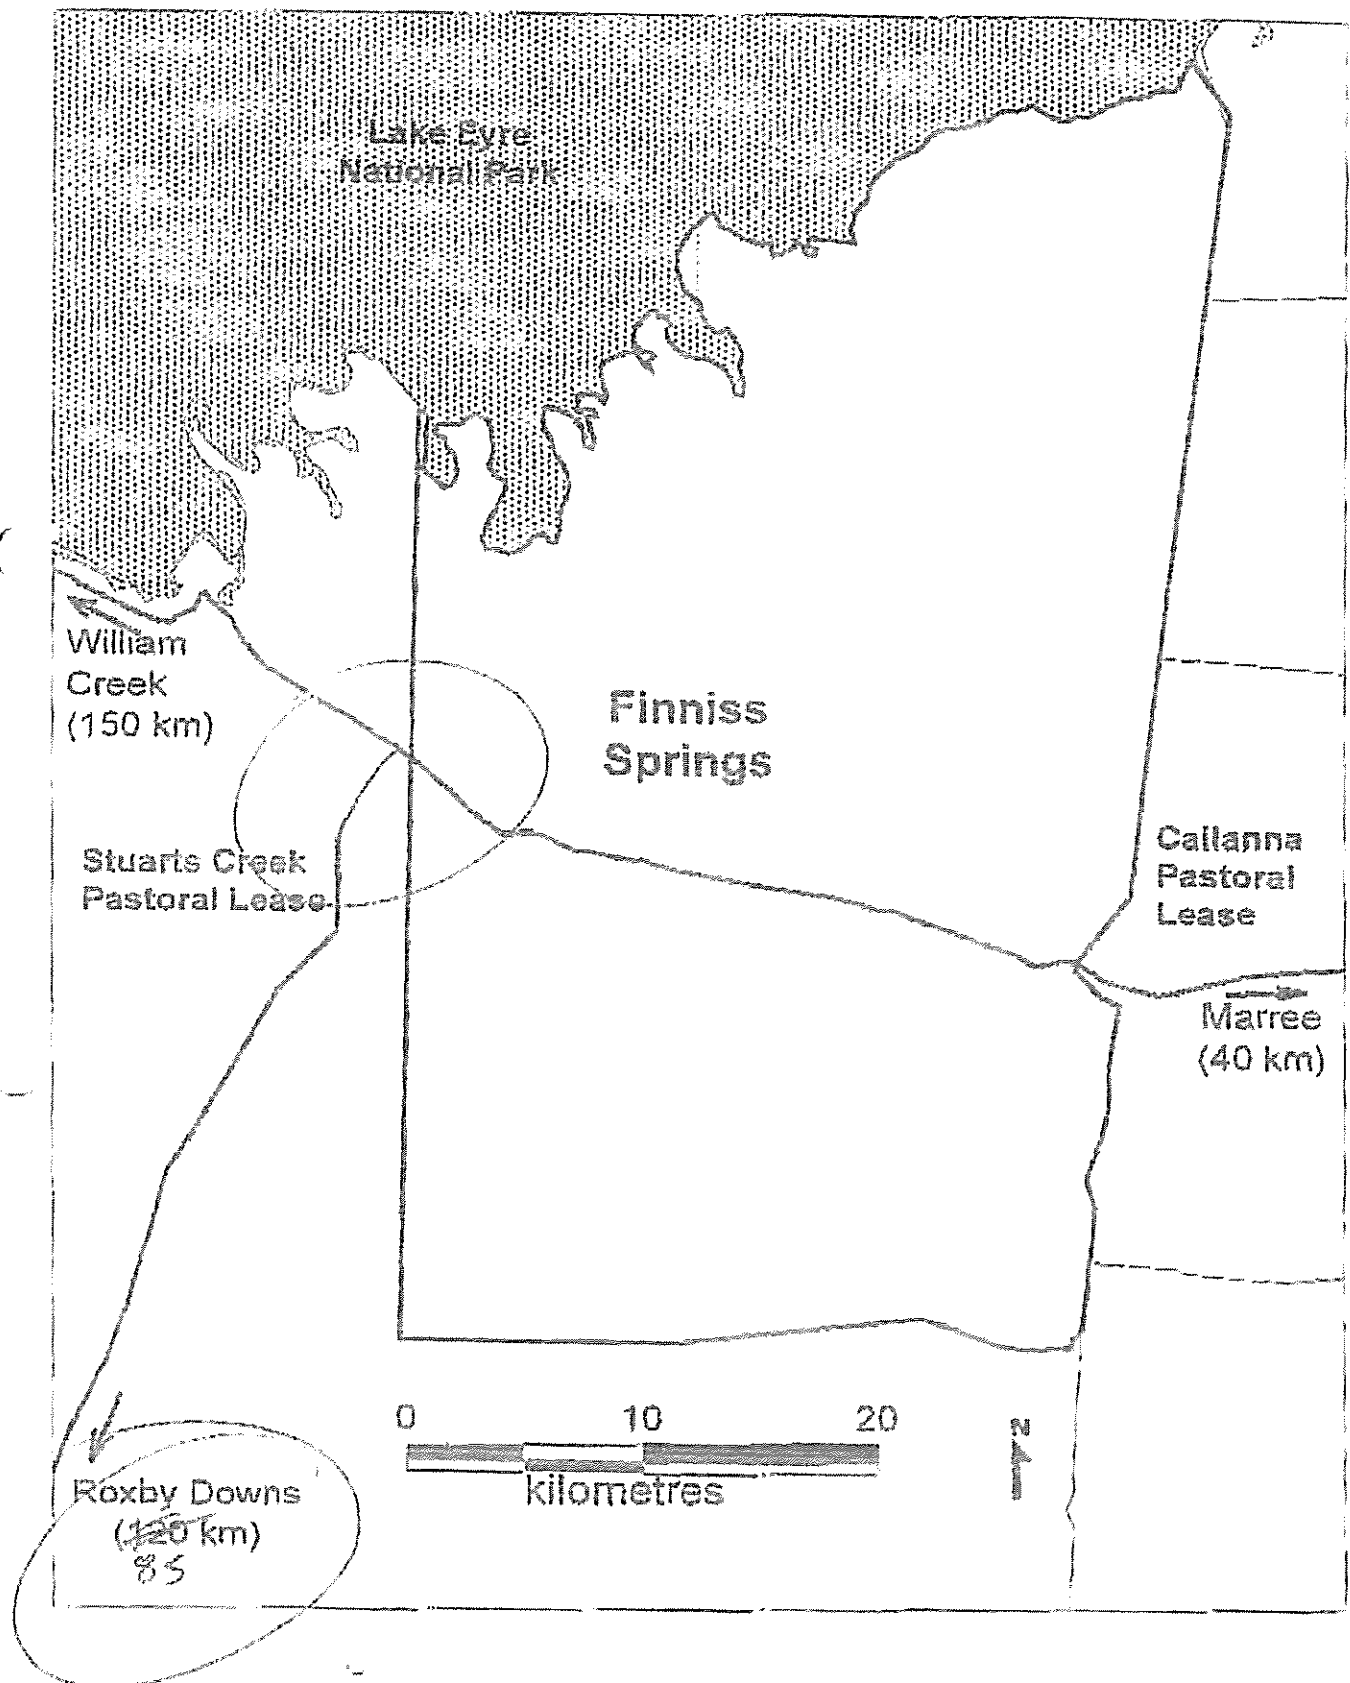 Lake Eyre
National Park
William
Creek
(150 km)
Finniss
Springs
Stuarts Creek
Pastoral Lease
Callanna
Pastoral
Lease
Marree
(40 km)
0 10 20
kilometres
N
Roxby Downs
(120 km)
85